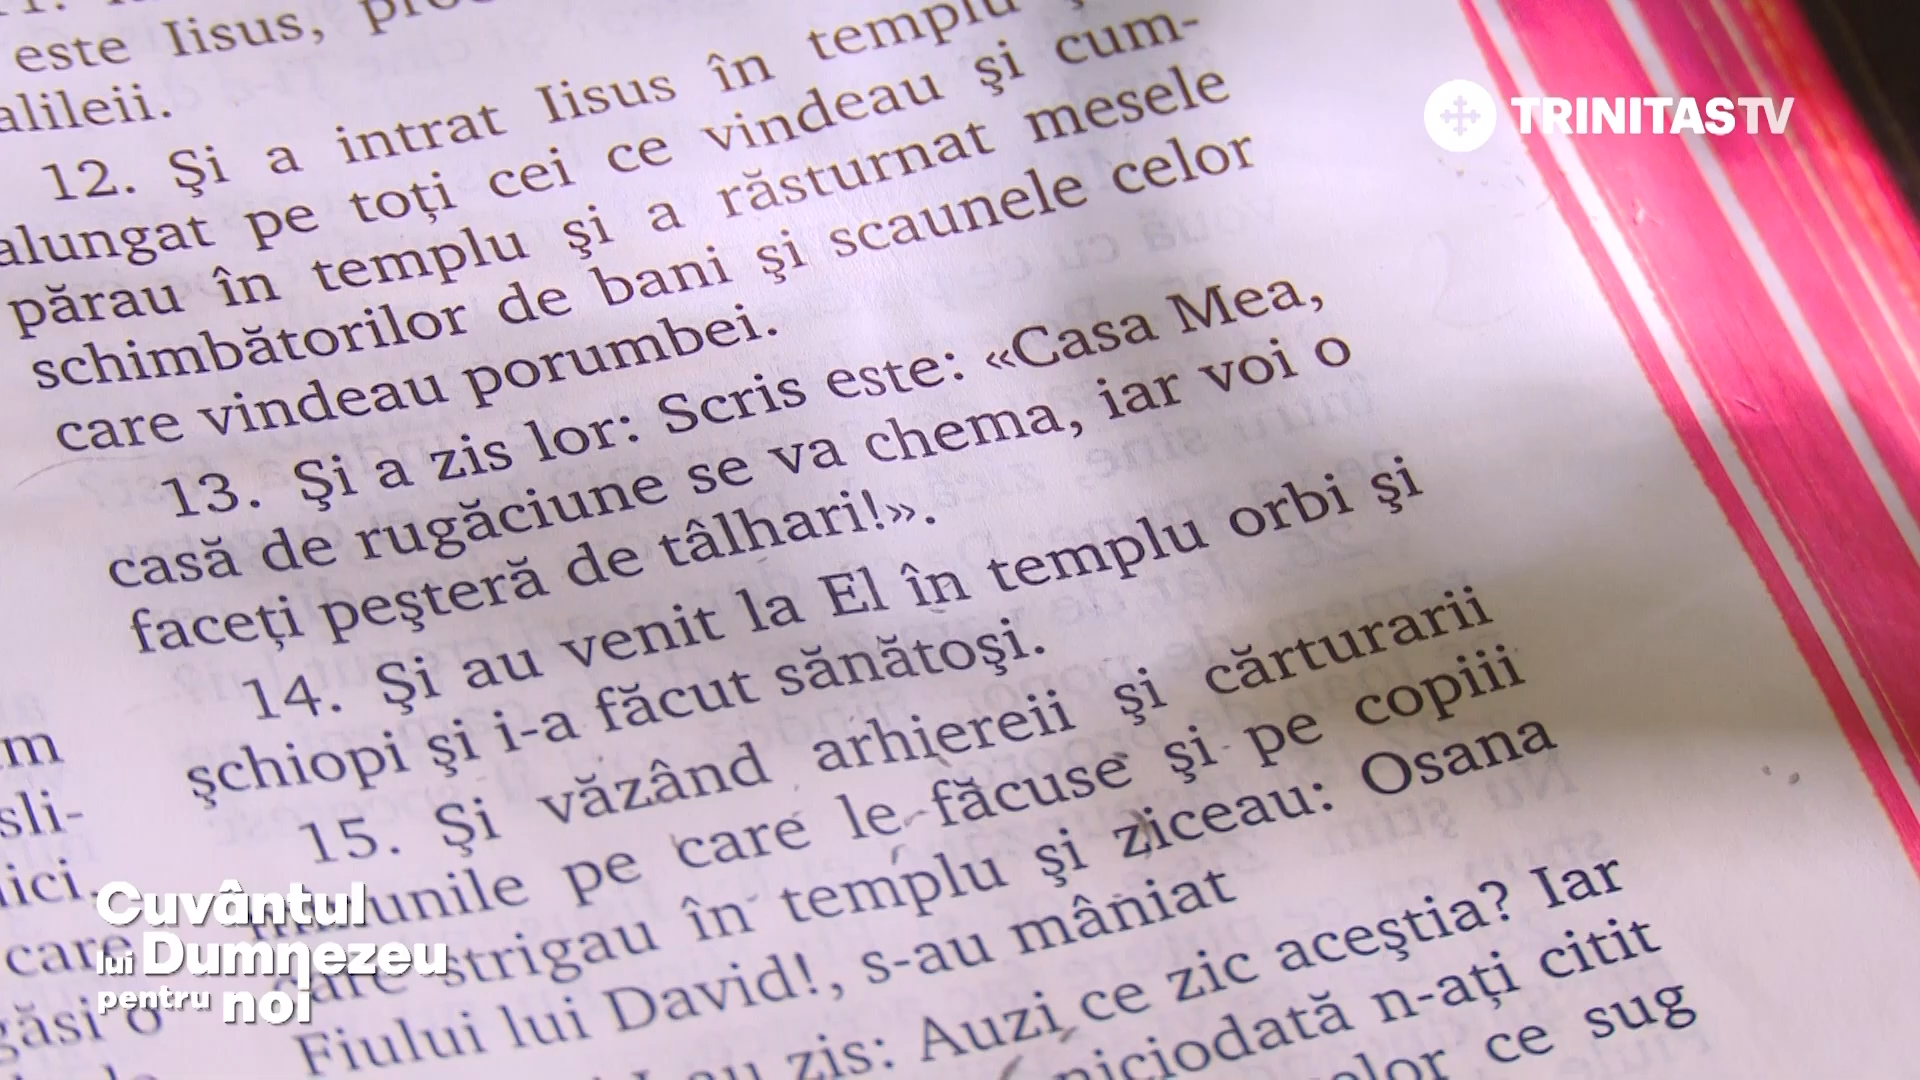 este Iisus,
alileii.
12. Şi a intrat Iisus în templu
alungat pe toţi cei ce vindeau şi cum-
părau în templu şi a răsturnat mesele
schimbătorilor de bani şi scaunele celor
care vindeau porumbei.
13. Şi a zis lor: Scris este: «Casa Mea,
casă de rugăciune se va chema, iar voi o
faceţi peşteră de tâlhari!».
14. Şi au venit la El în templu orbi şi
şchiopi şi i-a făcut sănătoşi.
15. Şi văzând arhiereii şi cărturarii
unile pe care le făcuse şi pe copiii
care strigau în templu şi ziceau: Osana
Fiului lui David!, s-au mâniat
zis: Auzi ce zic aceştia? Iar
niciodată n-aţi citit
ce sug
sli-
ici.
care
găsi o
TRINITAS TV
Cuvântul
lui Dumnezeu
pentru noi